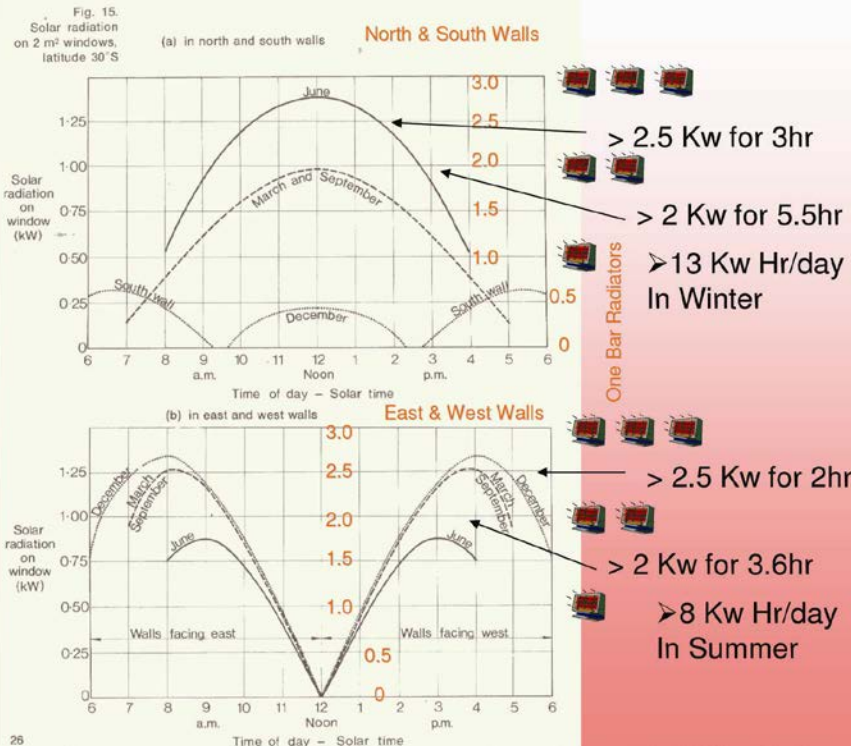 Fig. 15.
Solar radiation
on 2 m² windows,
latitude 30°S
(a) in north and south walls
North & South Walls
3.0
June
1·25
2.5
> 2.5 Kw for 3hr
1·00
2.0
Solar
radiation
on
window
(kW)
March and September
0·75
1.5
> 2 Kw for 5.5hr
0·50
1.0
➢13 Kw Hr/day
In Winter
0·25
South wall
December
South wall
0.5
0
0
One Bar Radiators
6 7 8 9 10 11 12 1 2 3 4 5 6
a.m. Noon p.m.
Time of day – Solar time
(b) in east and west walls
East & West Walls
3.0
1·25
2.5
December
March
September
March
September
December
> 2.5 Kw for 2hr
1·00
2.0
Solar
radiation
on
window
(kW)
June
June
0·75
1.5
> 2 Kw for 3.6hr
0·50
1.0
➢8 Kw Hr/day
In Summer
Walls facing east
Walls facing west
0·25
0.5
0
0
6 7 8 9 10 11 12 1 2 3 4 5 6
a.m. Noon p.m.
26
Time of day – Solar time